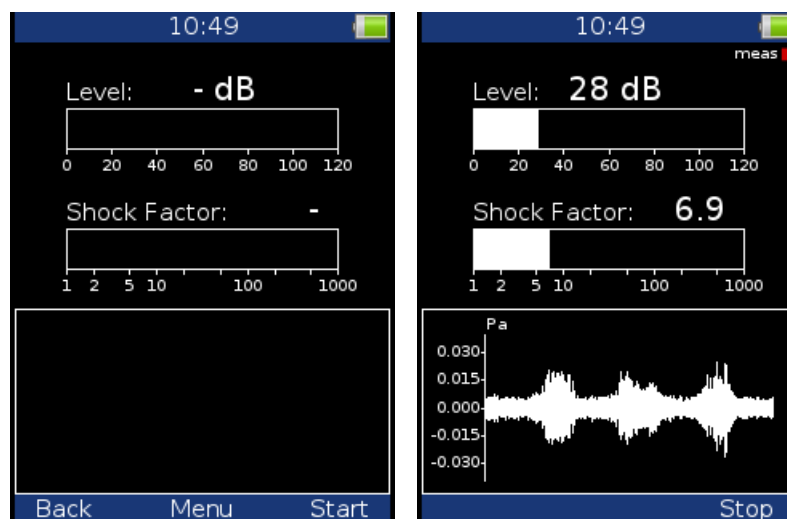 10:49
Level: - dB
0 20 40 60 80 100 120
Shock Factor: -
1 2 5 10 100 1000
Back Menu Start
10:49
meas
Level: 28 dB
0 20 40 60 80 100 120
Shock Factor: 6.9
1 2 5 10 100 1000
Pa
0.030
0.015
0.000
-0.015
-0.030
Stop